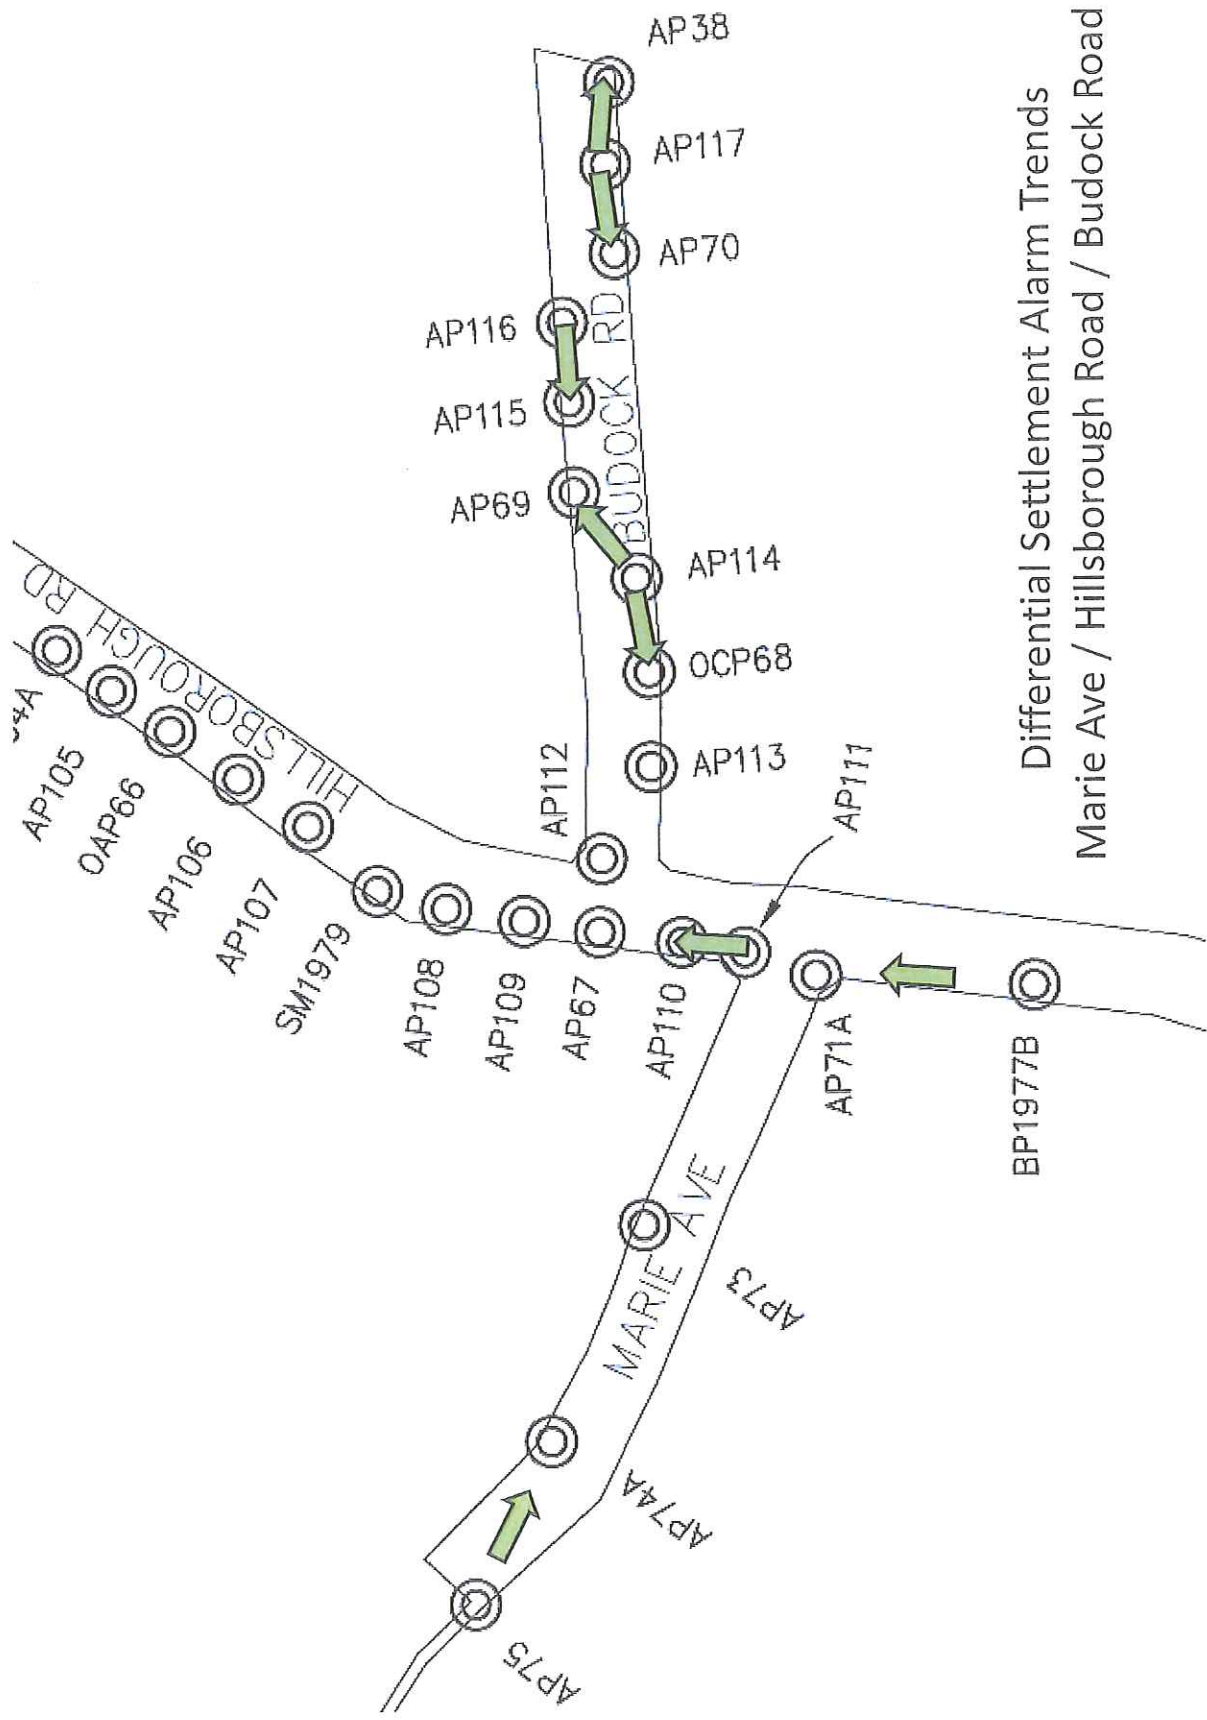 AP38
AP117
AP70
AP116
BUDOCK RD
AP115
AP69
AP114
OCP68
AP113
AP112
AP111
HILLSBOROUGH RD
AP105
OAP66
AP106
AP107
SM1979
AP108
AP109
AP67
AP110
AP71A
BP1977B
MARIE AVE
AP73
AP74A
AP75
Differential Settlement Alarm Trends
Marie Ave / Hillsborough Road / Budock Road